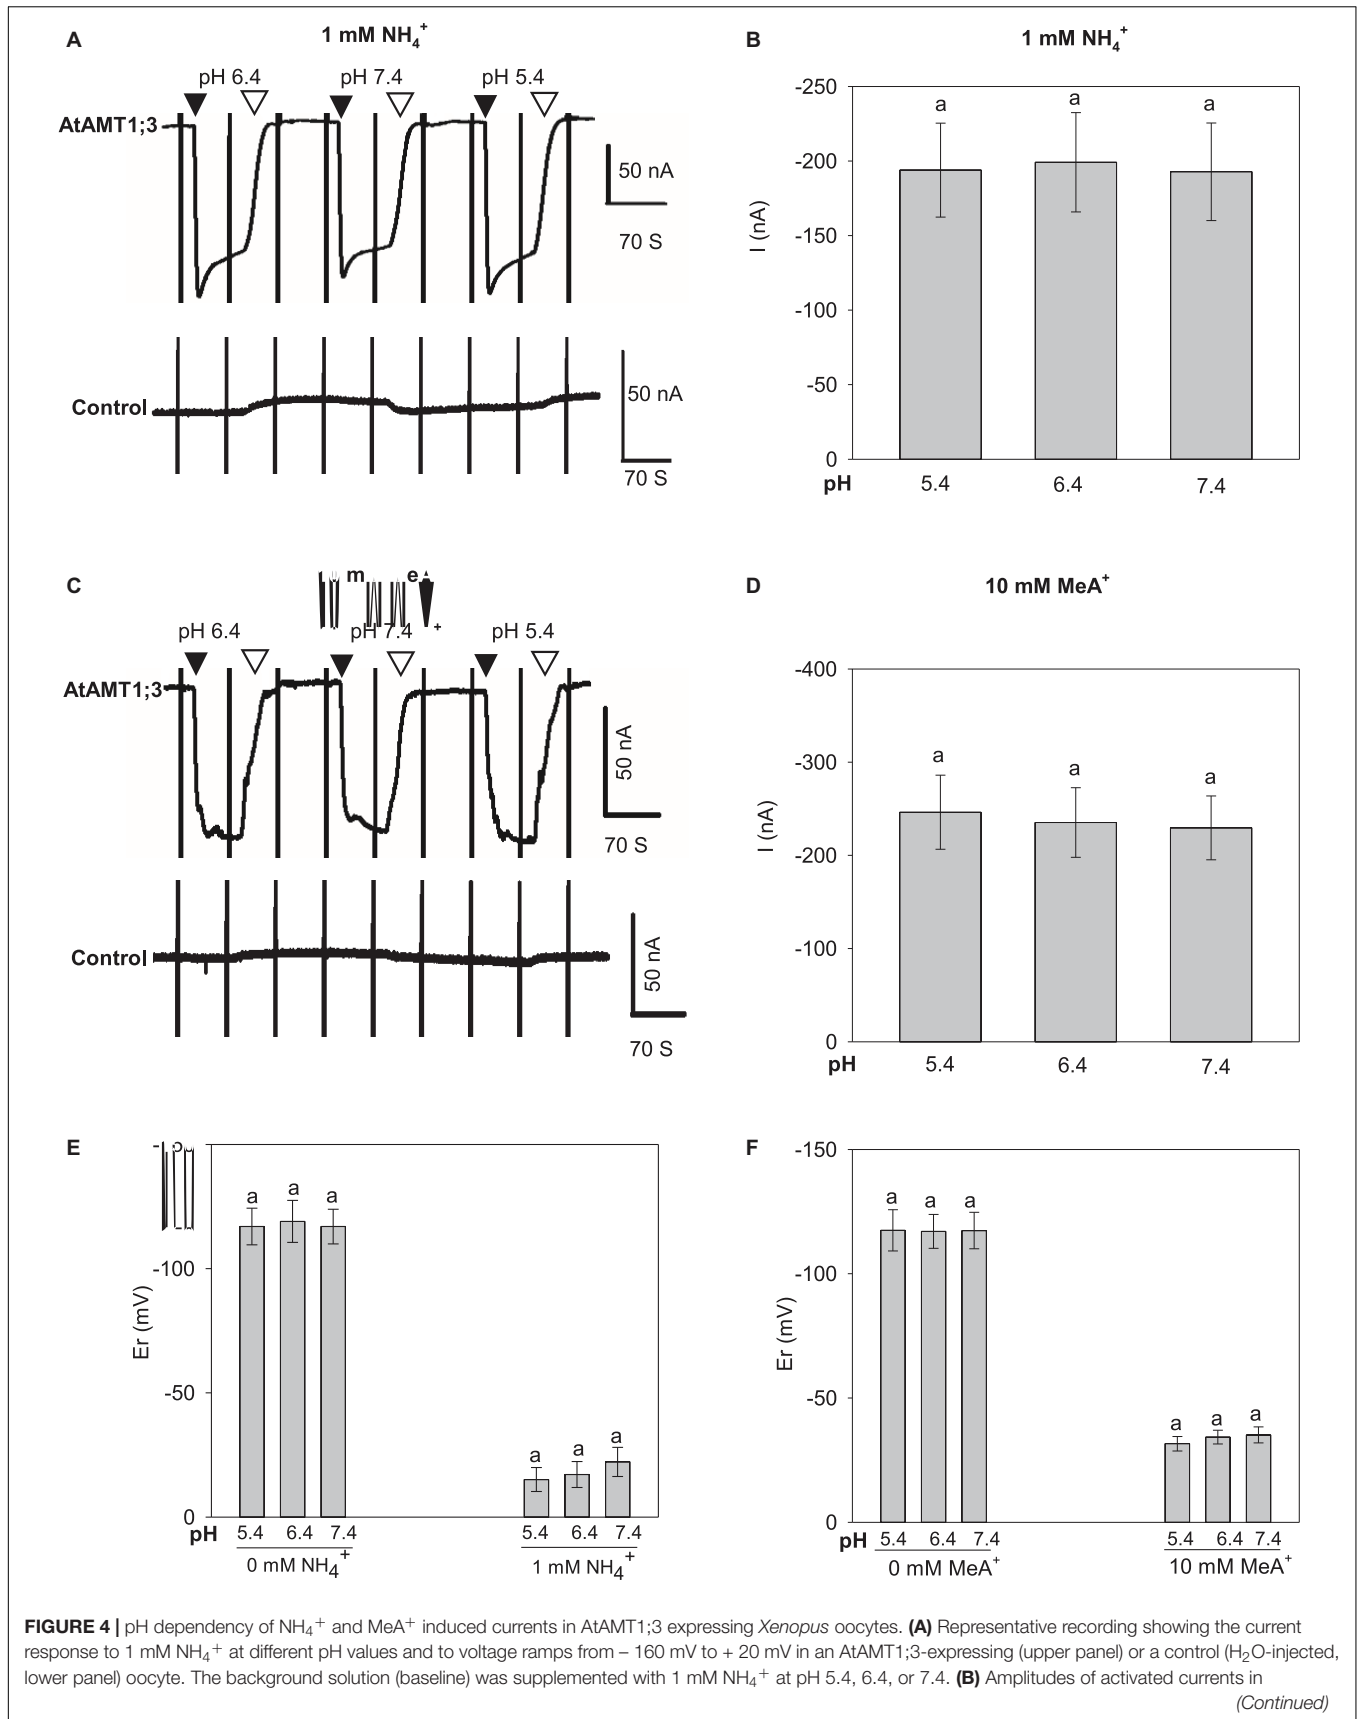 A
1 mM NH₄⁺
pH 6.4
pH 7.4
pH 5.4
AtAMT1;3
50 nA
70 S
Control
50 nA
70 S
B
1 mM NH₄⁺
-250
-200
-150
-100
-50
0
I (nA)
a
a
a
pH
5.4
6.4
7.4
C
pH 6.4
pH 7.4
pH 5.4
AtAMT1;3
50 nA
70 S
Control
50 nA
70 S
D
10 mM MeA⁺
-400
-300
-200
-100
0
I (nA)
a
a
a
pH
5.4
6.4
7.4
E
-100
-50
0
Er (mV)
a
a
a
a
a
a
pH
5.4
6.4
7.4
5.4
6.4
7.4
0 mM NH₄⁺
1 mM NH₄⁺
F
-150
-100
-50
0
Er (mV)
a
a
a
a
a
a
pH
5.4
6.4
7.4
5.4
6.4
7.4
0 mM MeA⁺
10 mM MeA⁺
FIGURE 4 | pH dependency of NH₄⁺ and MeA⁺ induced currents in AtAMT1;3 expressing Xenopus oocytes. (A) Representative recording showing the current
response to 1 mM NH₄⁺ at different pH values and to voltage ramps from – 160 mV to + 20 mV in an AtAMT1;3-expressing (upper panel) or a control (H₂O-injected,
lower panel) oocyte. The background solution (baseline) was supplemented with 1 mM NH₄⁺ at pH 5.4, 6.4, or 7.4. (B) Amplitudes of activated currents in
(Continued)